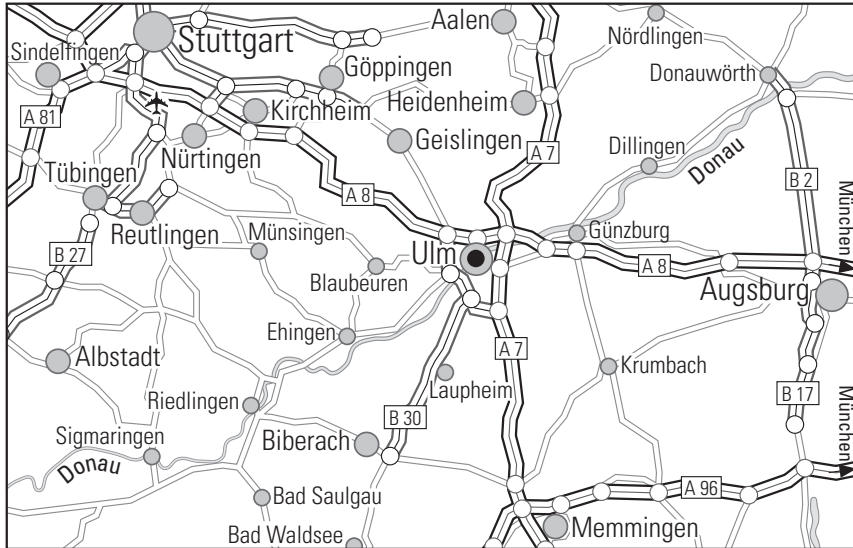 Stuttgart
Aalen
Nördlingen
Sindelfingen
Göppingen
Donauwörth
Heidenheim
A 81
Kirchheim
Geislingen
Nürtingen
A 7
Dillingen
Donau
B 2
Tübingen
A 8
München
Reutlingen
Münsingen
Ulm
Günzburg
B 27
Blaubeuren
A 8
Augsburg
Ehingen
Albstadt
A 7
Krumbach
Laupheim
Riedlingen
B 17
B 30
München
Sigmaringen
Biberach
Donau
A 96
Bad Saulgau
Memmingen
Bad Waldsee